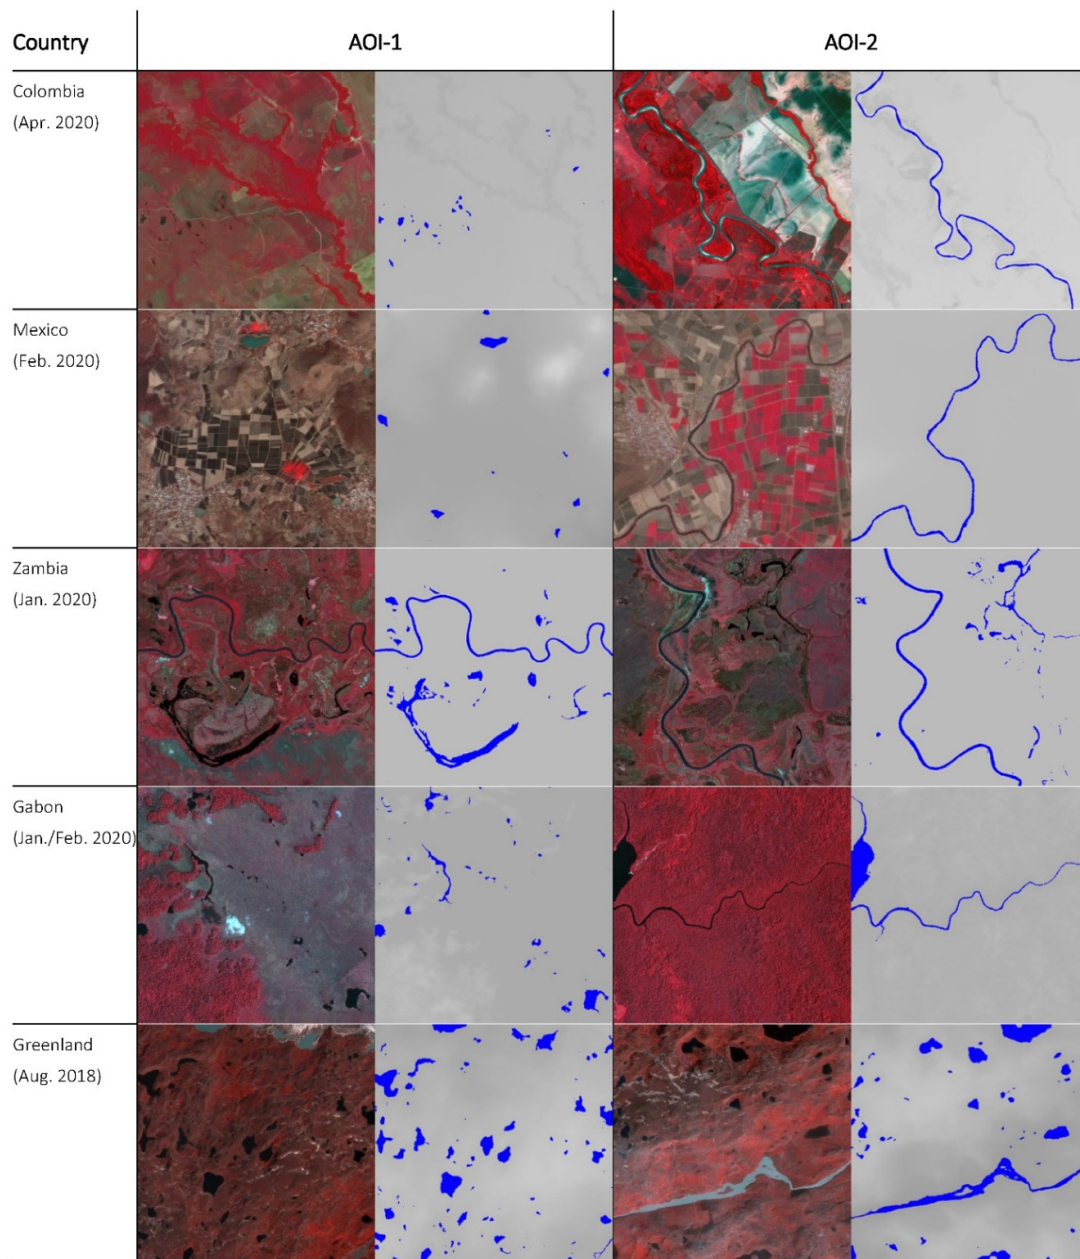 Country AOI-1 AOI-2
Colombia
(Apr. 2020)
Mexico
(Feb. 2020)
Zambia
(Jan. 2020)
Gabon
(Jan./Feb. 2020)
Greenland
(Aug. 2018)